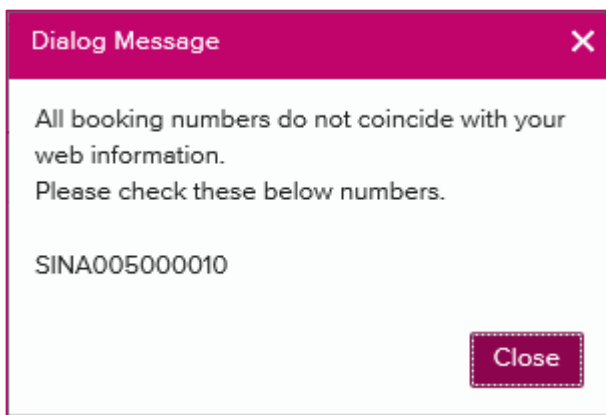 Dialog Message
All booking numbers do not coincide with your
web information.
Please check these below numbers.
SINA005000010
Close